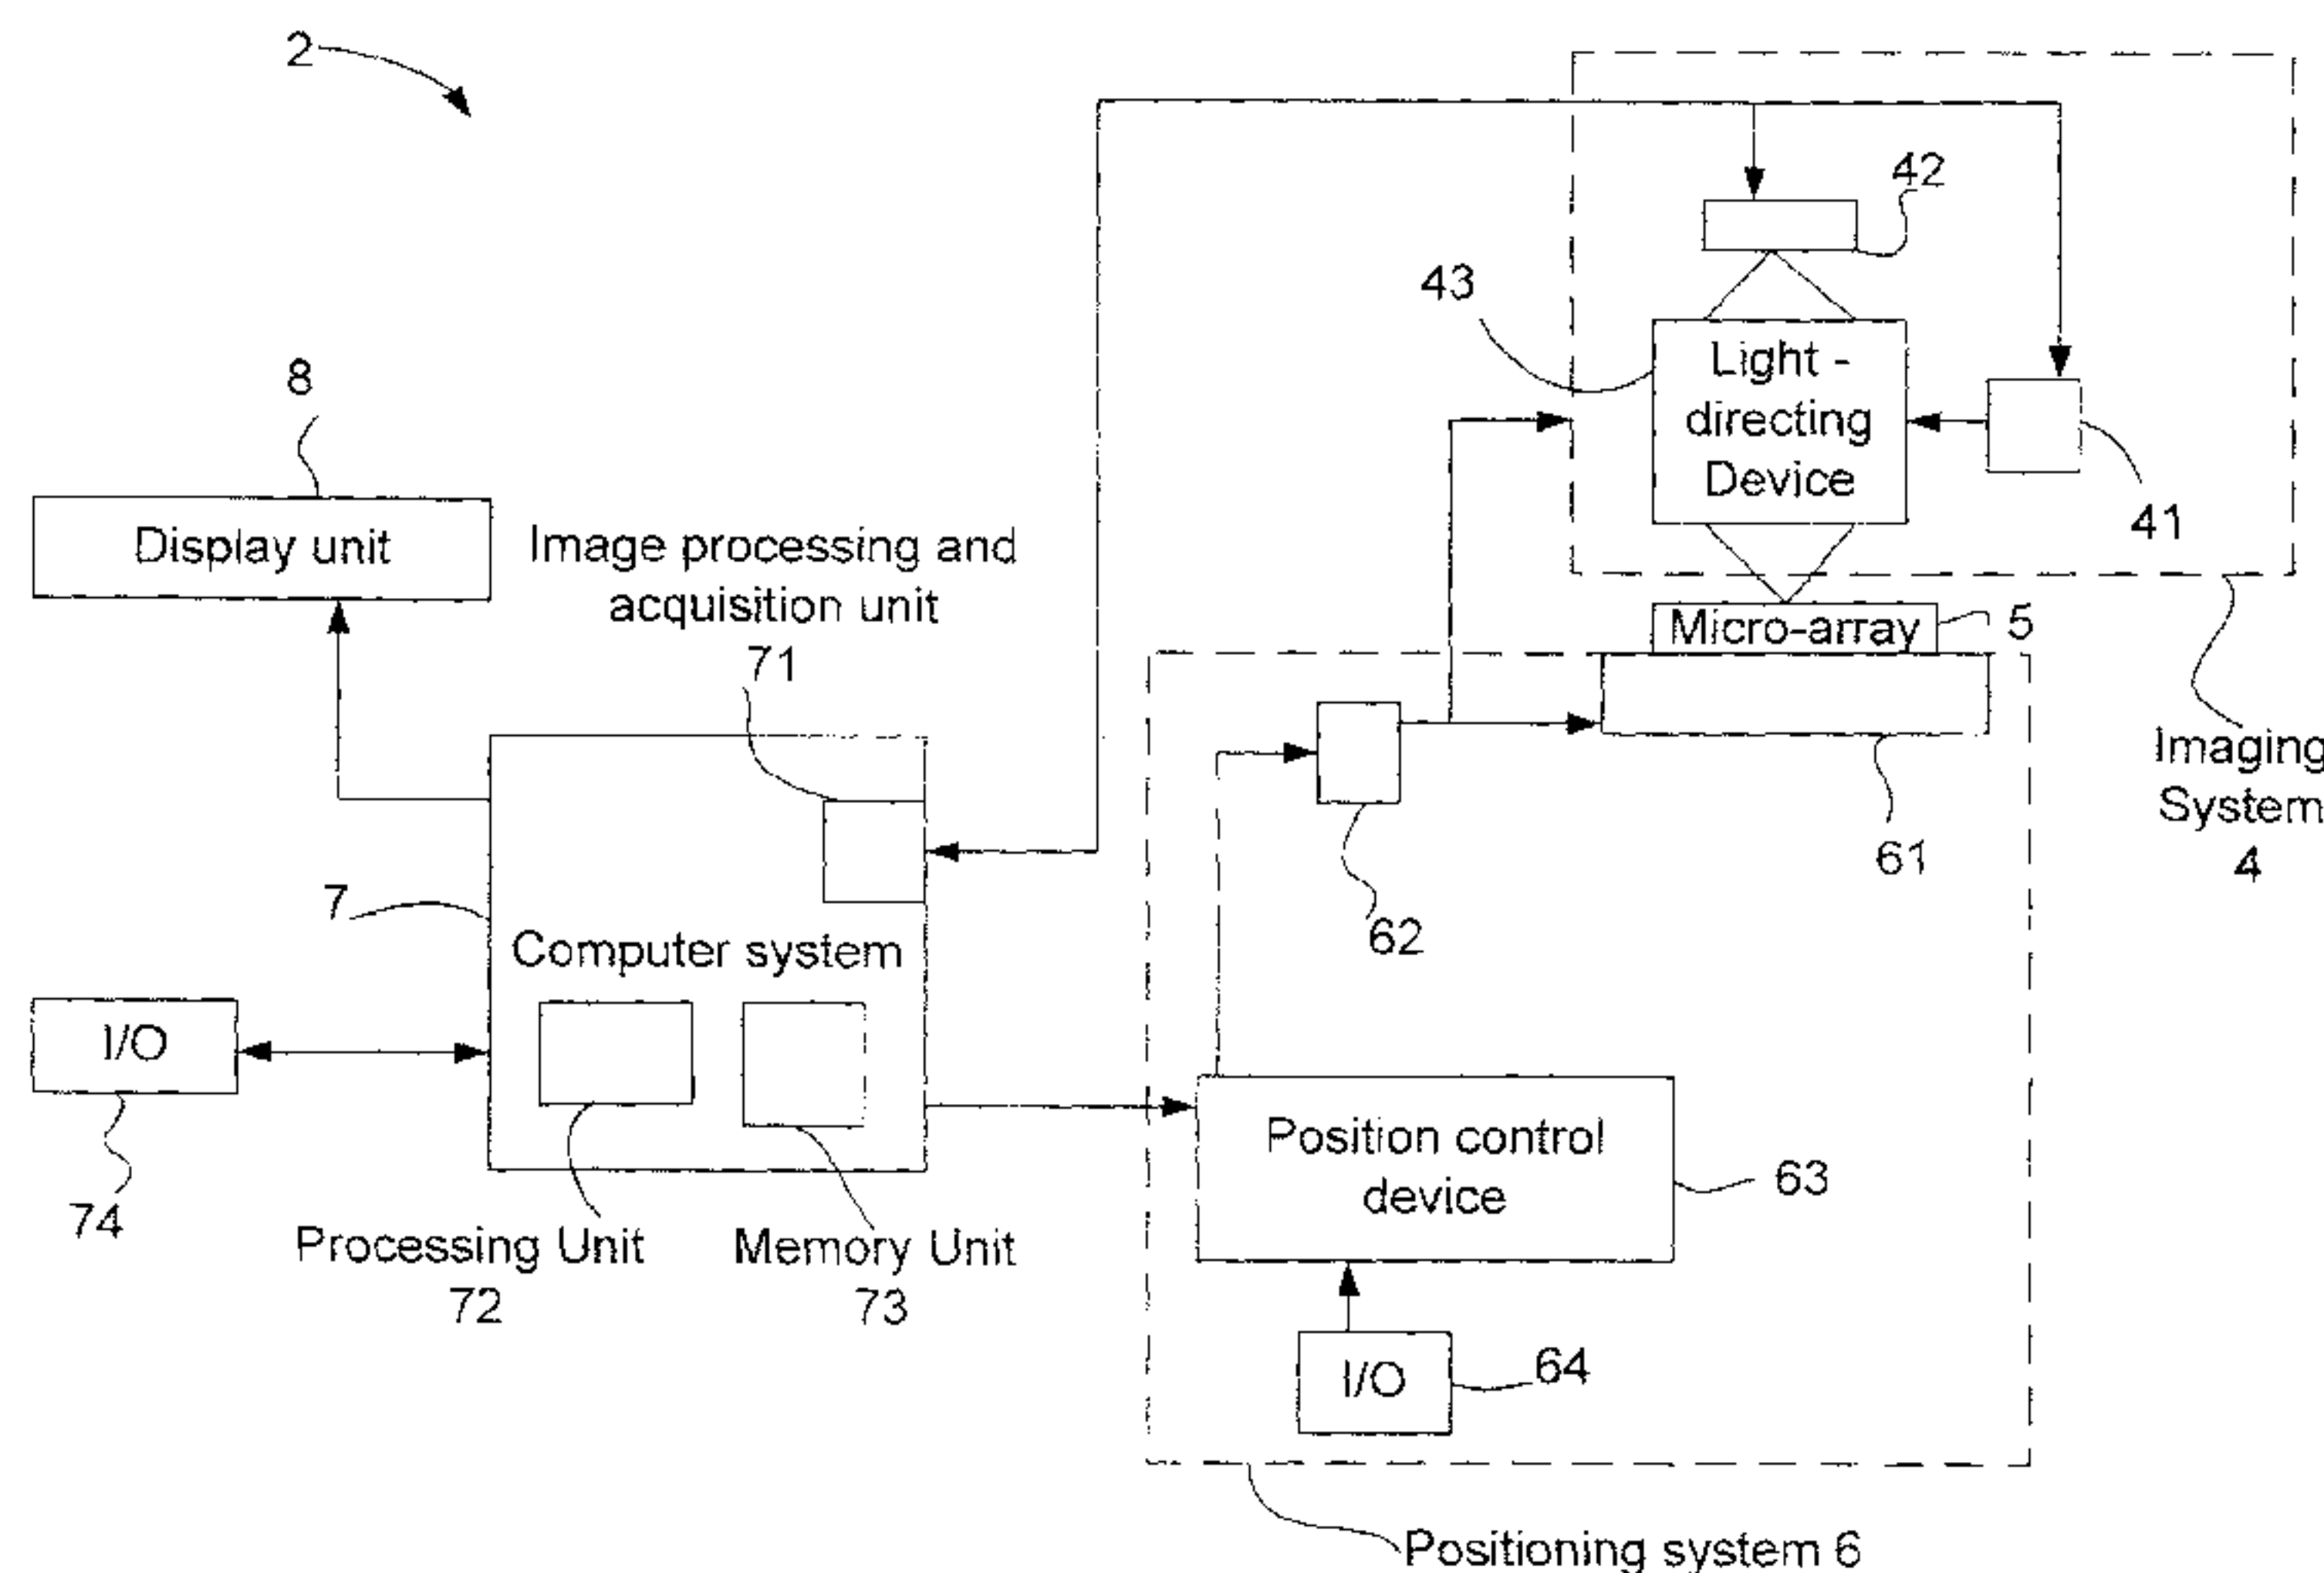 2
42
43
Light -
directing
Device
41
8
Display unit
Image processing and
acquisition unit
71
Micro-array
5
Imaging
System
4
61
62
7
Computer system
I/O
74
Processing Unit
72
Memory Unit
73
Position control
device
63
I/O
64
Positioning system 6